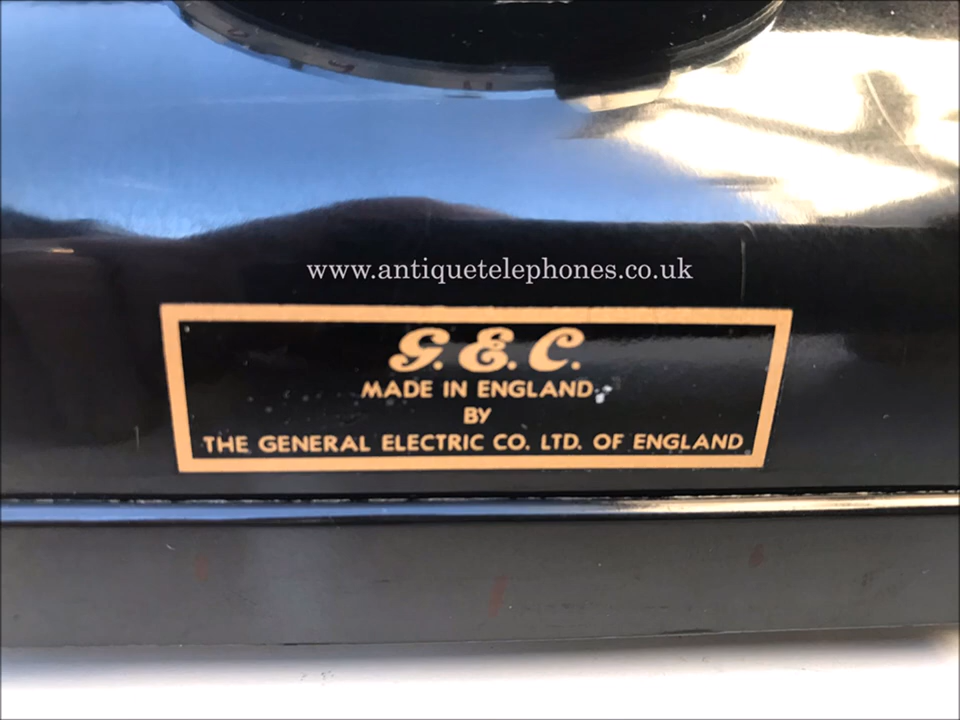 www.antiquetelephones.co.uk
G.E.C.
MADE IN ENGLAND
BY
THE GENERAL ELECTRIC CO. LTD. OF ENGLAND